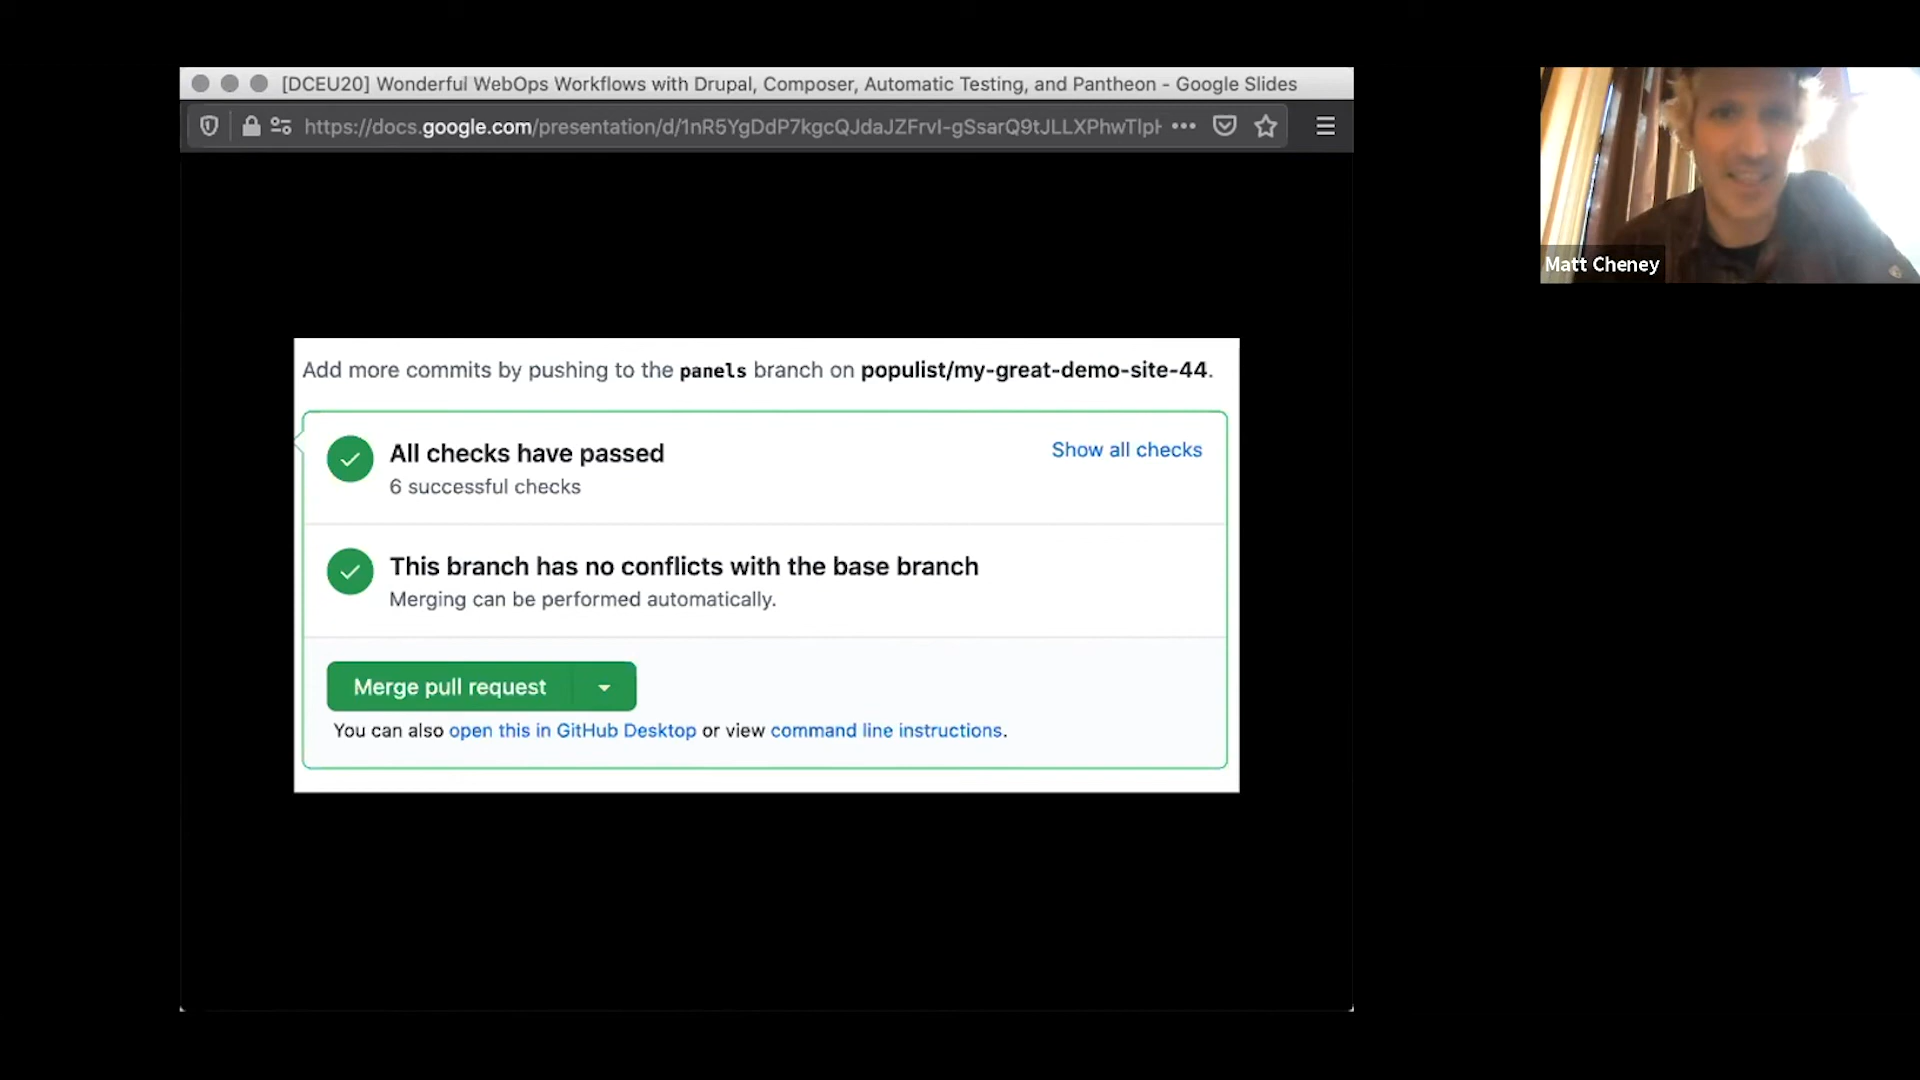 [DCEU20] Wonderful WebOps Workflows with Drupal, Composer, Automatic Testing, and Pantheon - Google Slides
https://docs.google.com/presentation/d/1nR5YgDdP7kgcQJdaJZFrvI-gSsarQ9tJLLXPhwTlpH
Matt Cheney
Add more commits by pushing to the panels branch on populist/my-great-demo-site-44.
All checks have passed
Show all checks
6 successful checks
This branch has no conflicts with the base branch
Merging can be performed automatically.
Merge pull request
You can also open this in GitHub Desktop or view command line instructions.